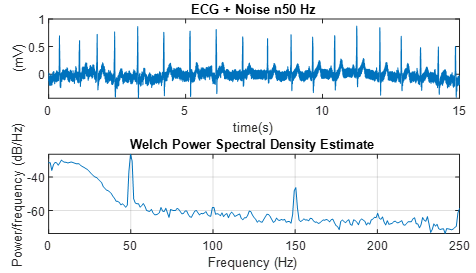 ECG + Noise n50 Hz
(mV)
1
0.5
0
0
5
10
15
time(s)
Welch Power Spectral Density Estimate
Power/frequency (dB/Hz)
-40
-60
0
50
100
150
200
250
Frequency (Hz)